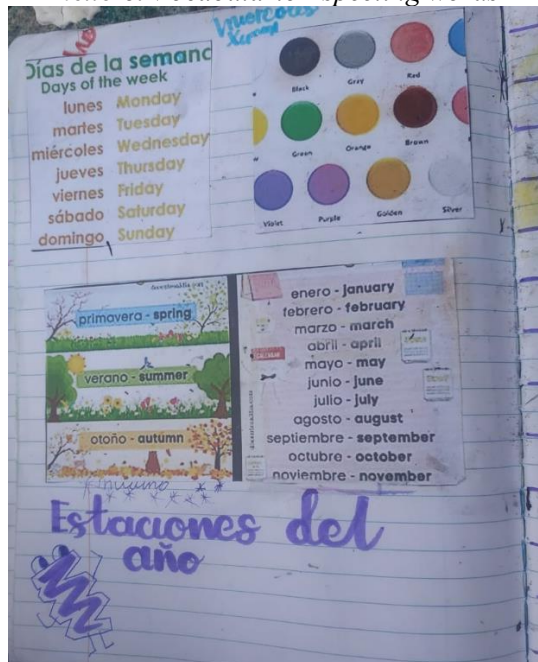 miércoles
Días de la semana
Days of the week
lunes Monday
martes Tuesday
miércoles Wednesday
jueves Thursday
viernes Friday
sábado Saturday
domingo Sunday
Black Gray Red
Green Orange Brown
Violet Purple Golden Silver
primavera - spring
verano - summer
otoño - autumn
enero - january
febrero - february
marzo - march
abril - april
mayo - may
junio - june
julio - july
agosto - august
septiembre - september
octubre - october
noviembre - november
Estaciones del
año